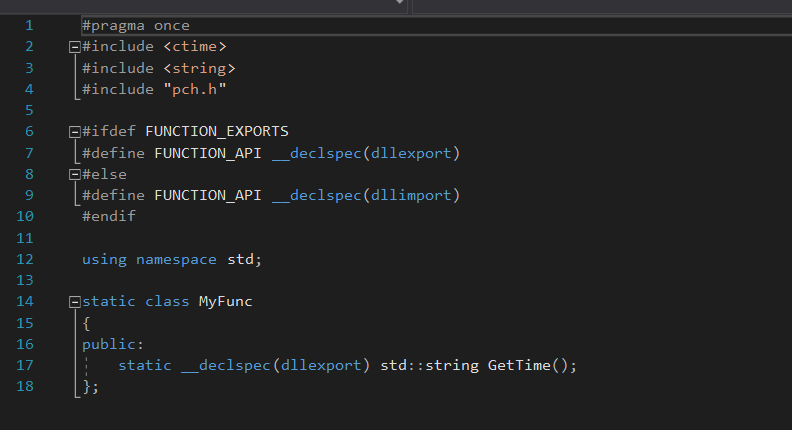 1 #pragma once
2 #include <ctime>
3 #include <string>
4 #include "pch.h"
5
6 #ifdef FUNCTION_EXPORTS
7 #define FUNCTION_API __declspec(dllexport)
8 #else
9 #define FUNCTION_API __declspec(dllimport)
10 #endif
11
12 using namespace std;
13
14 static class MyFunc
15 {
16 public:
17 static __declspec(dllexport) std::string GetTime();
18 };